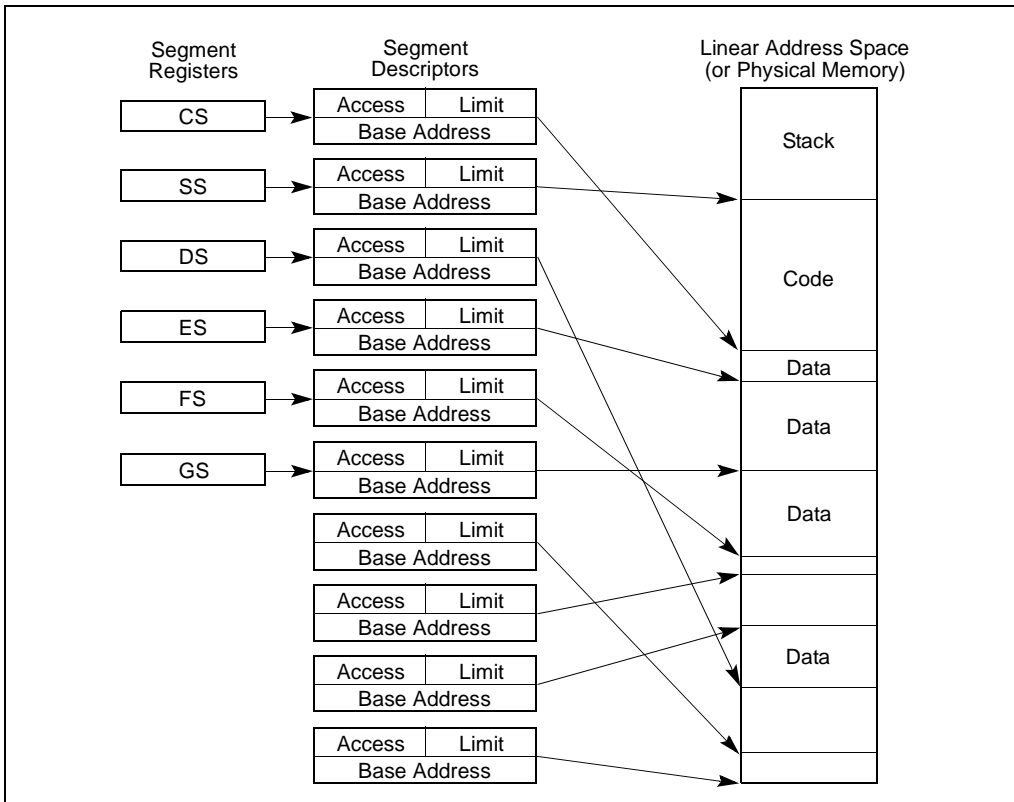 Segment
Registers
Segment
Descriptors
Linear Address Space
(or Physical Memory)
CS
Access Limit
Base Address
Stack
SS
Access Limit
Base Address
DS
Access Limit
Base Address
Code
ES
Access Limit
Base Address
Data
FS
Access Limit
Base Address
Data
GS
Access Limit
Base Address
Data
Access Limit
Base Address
Access Limit
Base Address
Access Limit
Base Address
Data
Access Limit
Base Address